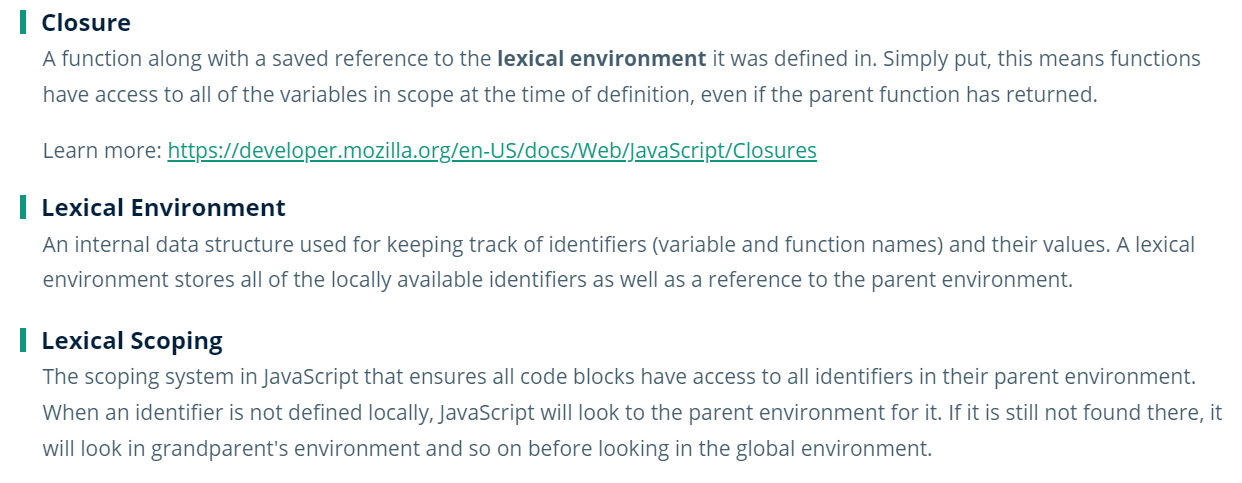 Closure
A function along with a saved reference to the lexical environment it was defined in. Simply put, this means functions
have access to all of the variables in scope at the time of definition, even if the parent function has returned.
Learn more: https://developer.mozilla.org/en-US/docs/Web/JavaScript/Closures
Lexical Environment
An internal data structure used for keeping track of identifiers (variable and function names) and their values. A lexical
environment stores all of the locally available identifiers as well as a reference to the parent environment.
Lexical Scoping
The scoping system in JavaScript that ensures all code blocks have access to all identifiers in their parent environment.
When an identifier is not defined locally, JavaScript will look to the parent environment for it. If it is still not found there, it
will look in grandparent's environment and so on before looking in the global environment.